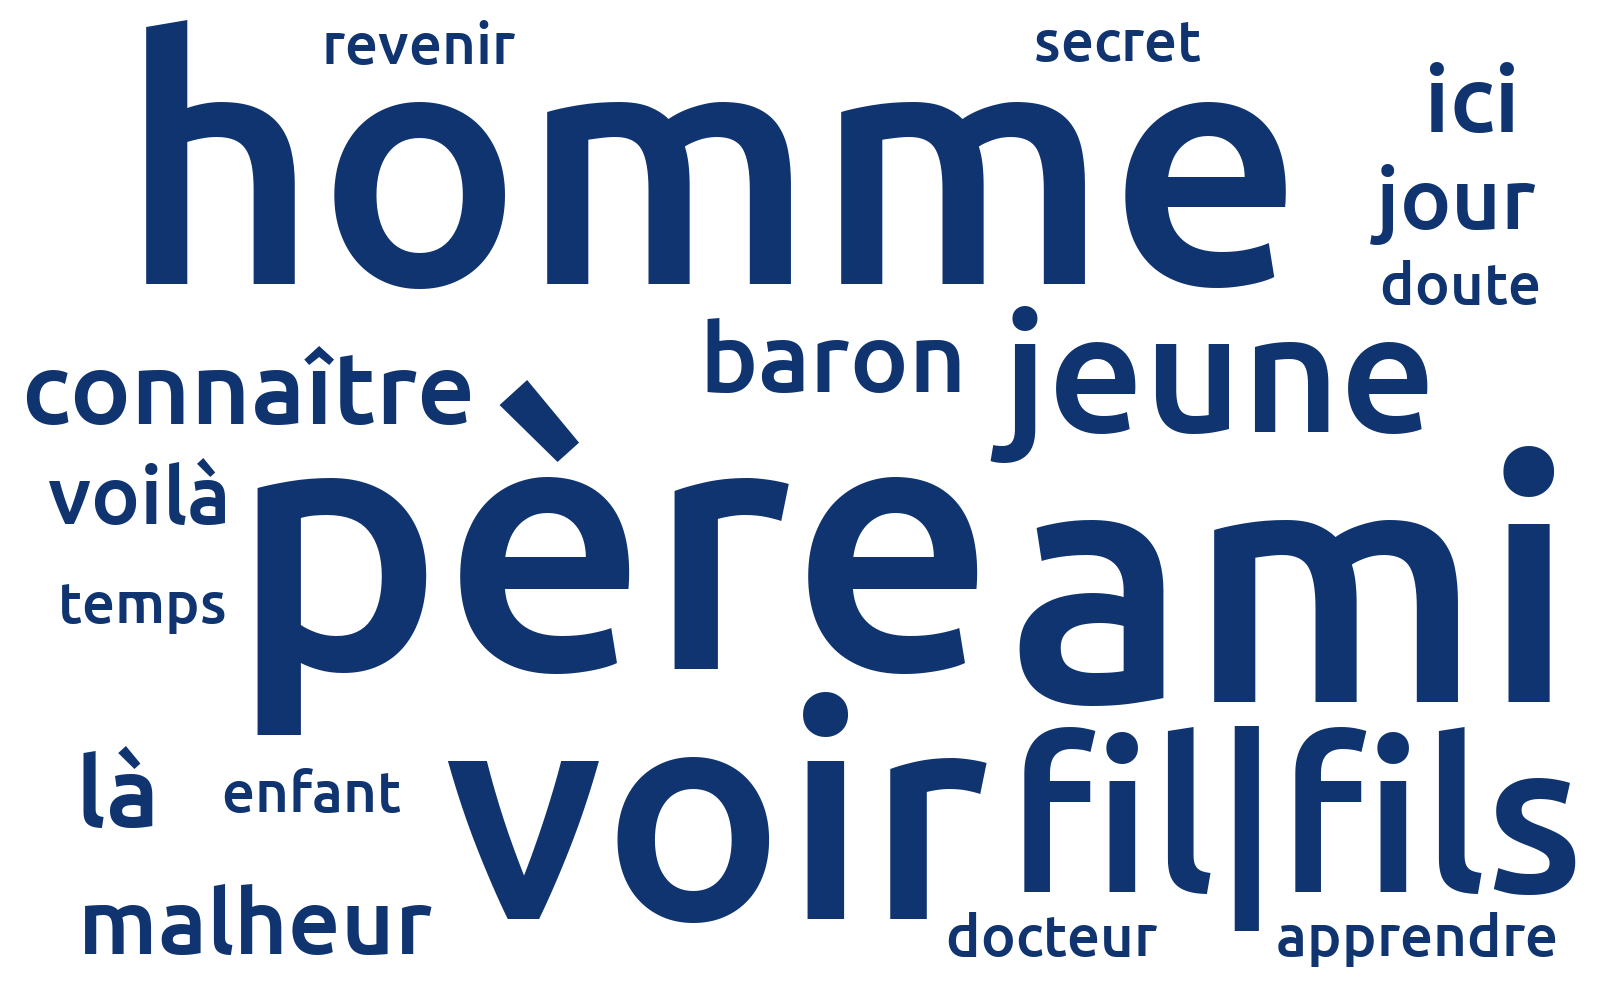 revenir
secret
homme
ici
jour
doute
baron
jeune
connaître
voilà
père
ami
temps
là
enfant
voir
fil|fils
malheur
docteur
apprendre